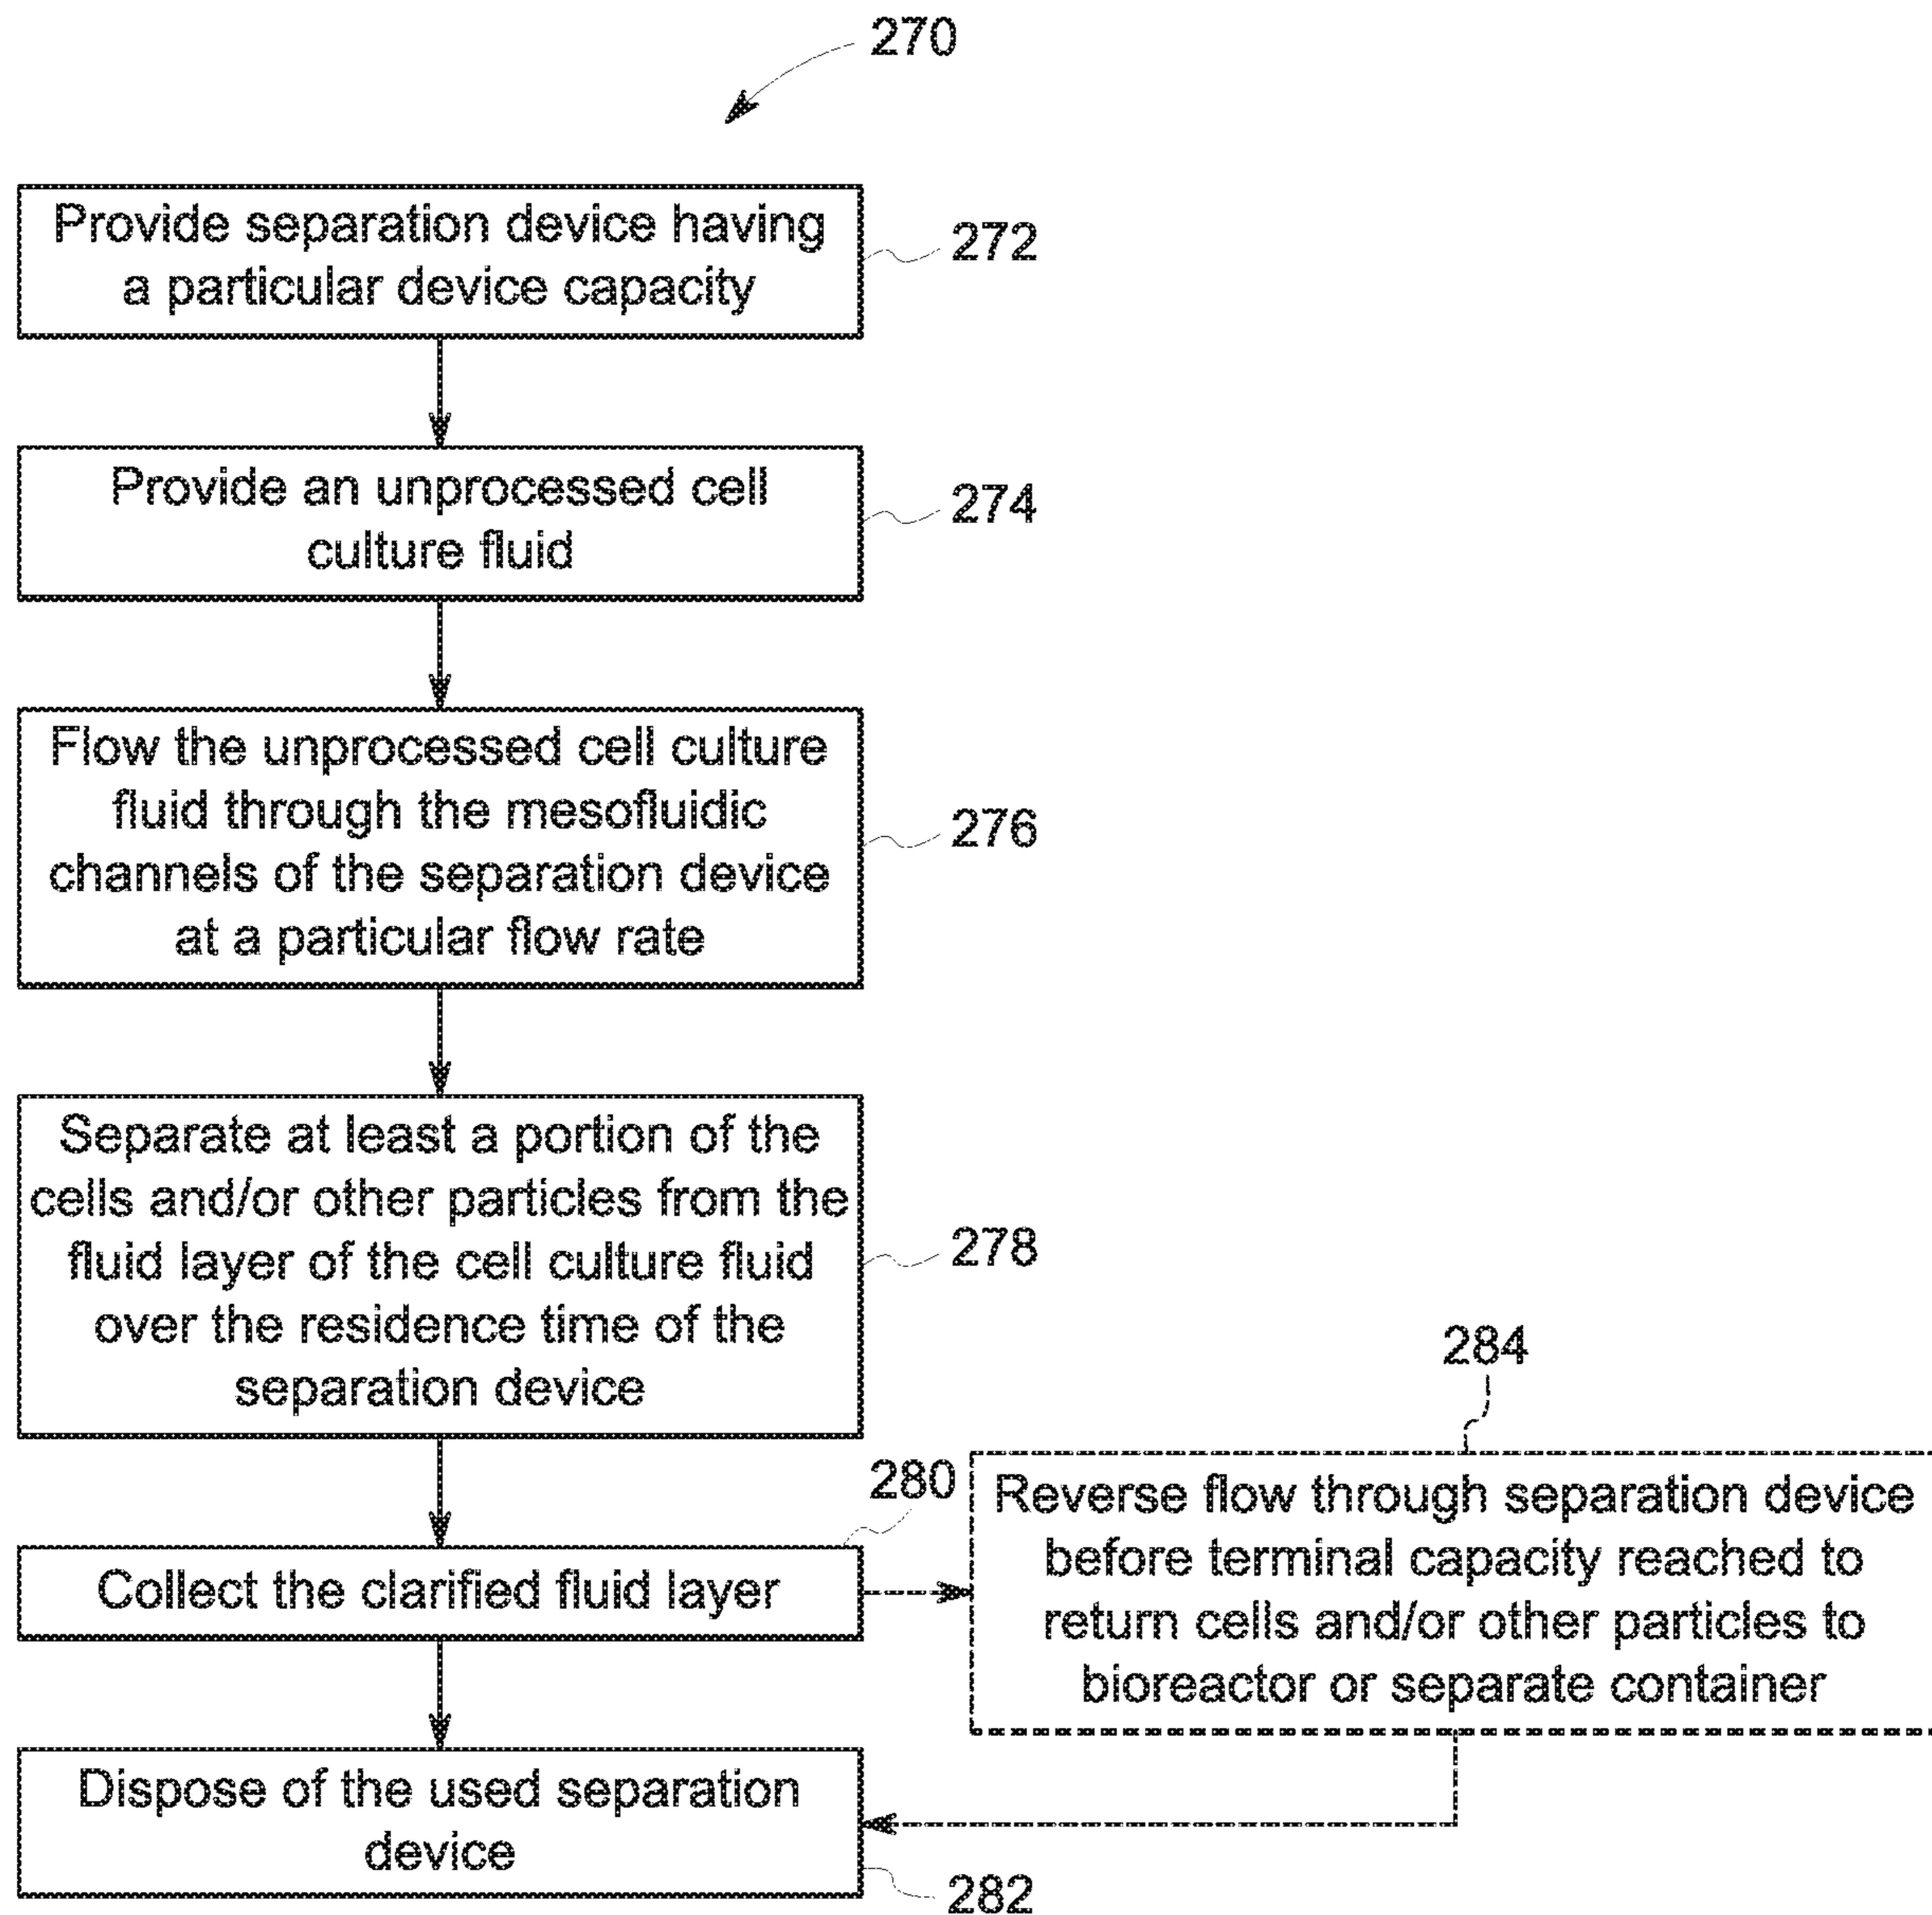 270
Provide separation device having
a particular device capacity
272
Provide an unprocessed cell
culture fluid
274
Flow the unprocessed cell culture
fluid through the mesofluidic
channels of the separation device
at a particular flow rate
276
Separate at least a portion of the
cells and/or other particles from the
fluid layer of the cell culture fluid
over the residence time of the
separation device
278
280
Collect the clarified fluid layer
284
Reverse flow through separation device
before terminal capacity reached to
return cells and/or other particles to
bioreactor or separate container
Dispose of the used separation
device
282